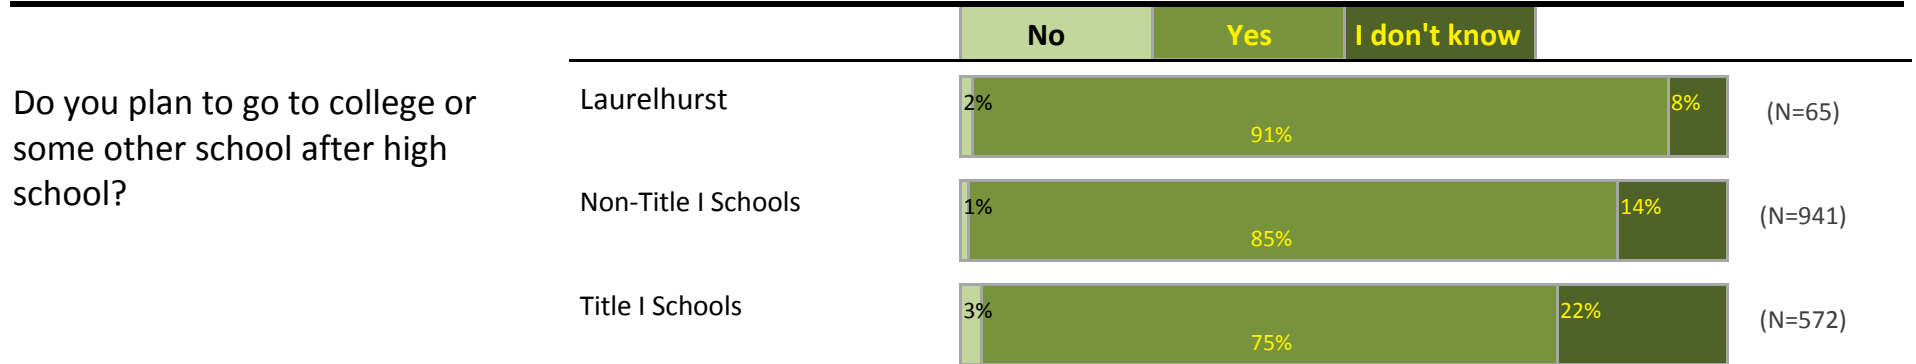 No Yes I don't know
Do you plan to go to college or
some other school after high
school?
Laurelhurst
2% 91% 8% (N=65)
Non-Title I Schools
1% 85% 14% (N=941)
Title I Schools
3% 75% 22% (N=572)